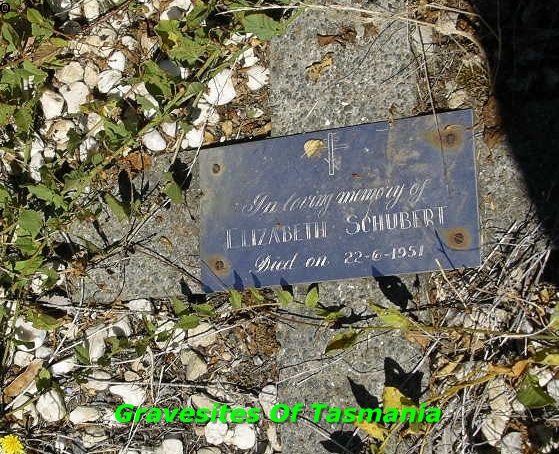 In loving memory of
ELIZABETH SCHUBERT
Died on 22-6-1951
Gravesites Of Tasmania